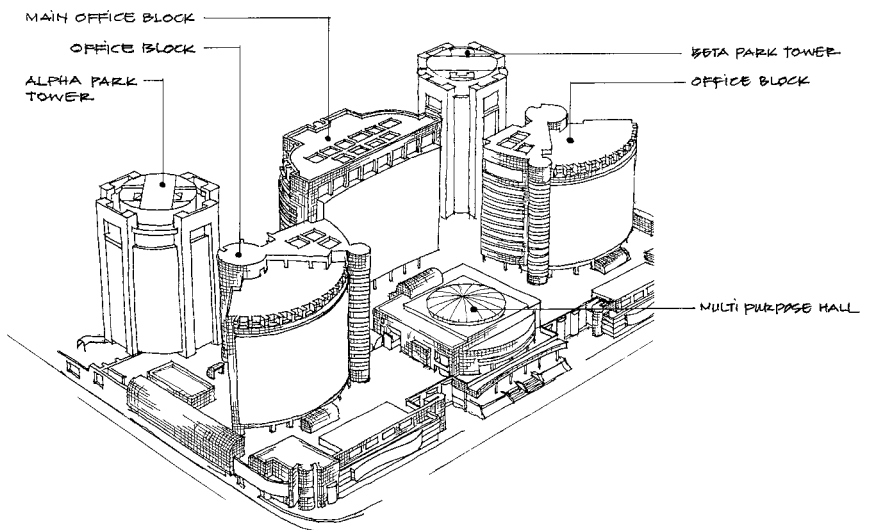 MAIN OFFICE BLOCK
OFFICE BLOCK
ALPHA PARK
TOWER
BETA PARK TOWER
OFFICE BLOCK
MULTI PURPOSE HALL